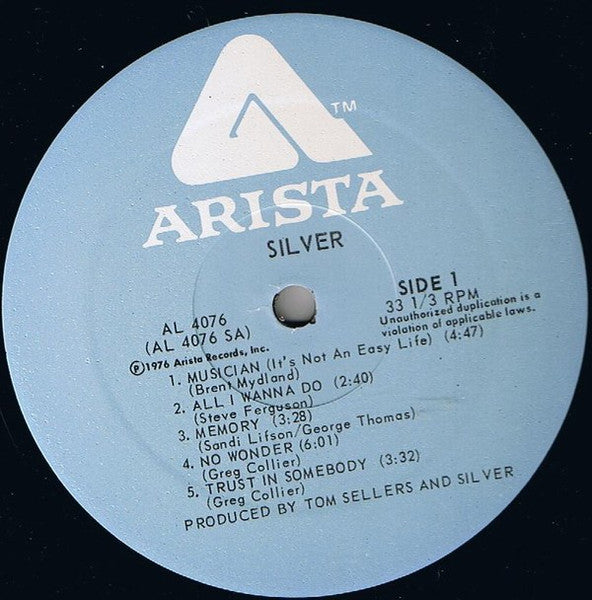 TM
ARISTA
SILVER
SIDE 1
33 1/3 RPM
Unauthorized duplication is a
violation of applicable laws.
AL 4076
(AL 4076 SA)
℗1976 Arista Records, Inc.
1. MUSICIAN (It's Not An Easy Life) (4:47)
(Brent Mydland)
2. ALL I WANNA DO (2:40)
(Steve Ferguson)
3. MEMORY (3:28)
(Sandi Lifson/George Thomas)
4. NO WONDER (6:01)
(Greg Collier)
5. TRUST IN SOMEBODY (3:32)
(Greg Collier)
PRODUCED BY TOM SELLERS AND SILVER